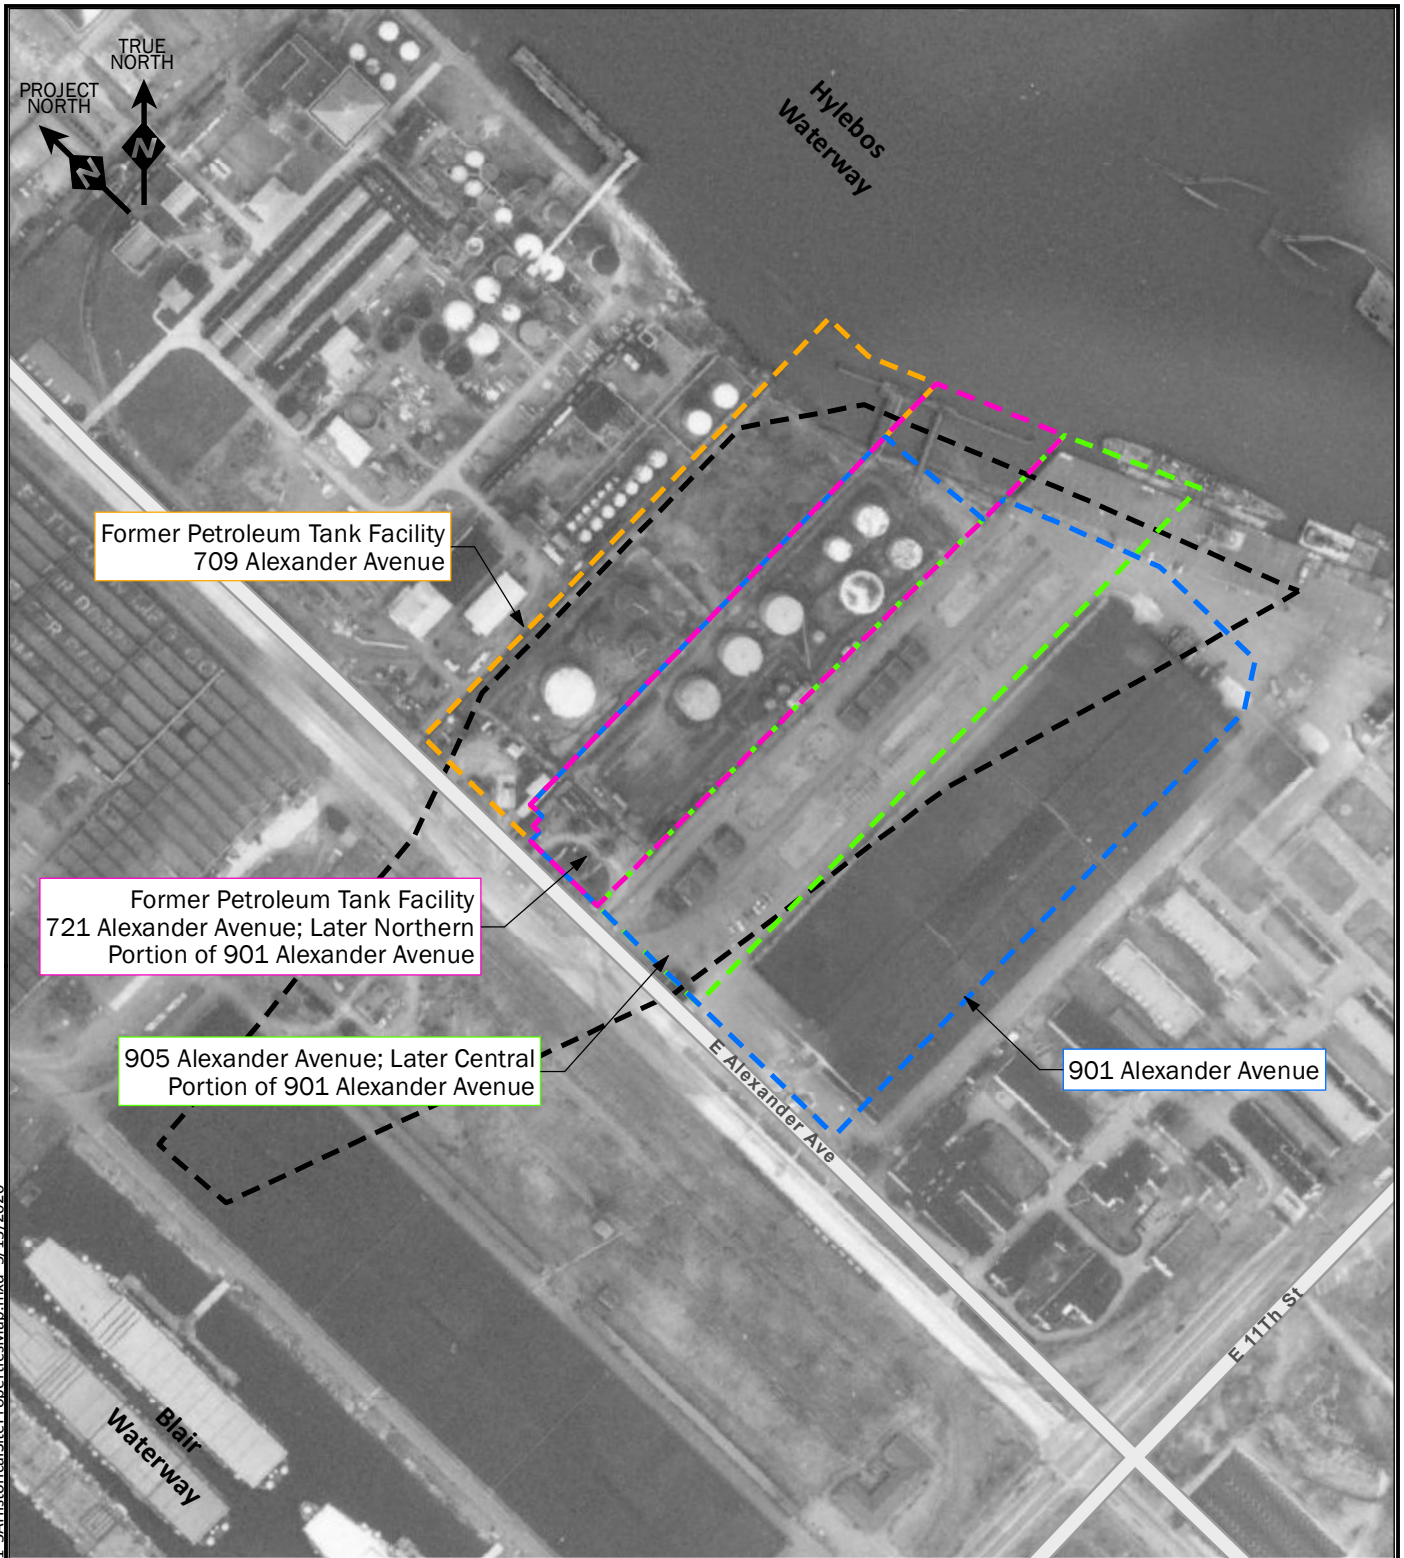 TRUE
NORTH
PROJECT
NORTH
N
N
Hylebos
Waterway
Former Petroleum Tank Facility
709 Alexander Avenue
Former Petroleum Tank Facility
721 Alexander Avenue; Later Northern
Portion of 901 Alexander Avenue
905 Alexander Avenue; Later Central
Portion of 901 Alexander Avenue
901 Alexander Avenue
E Alexander Ave
E 11Th St
Blair
Waterway